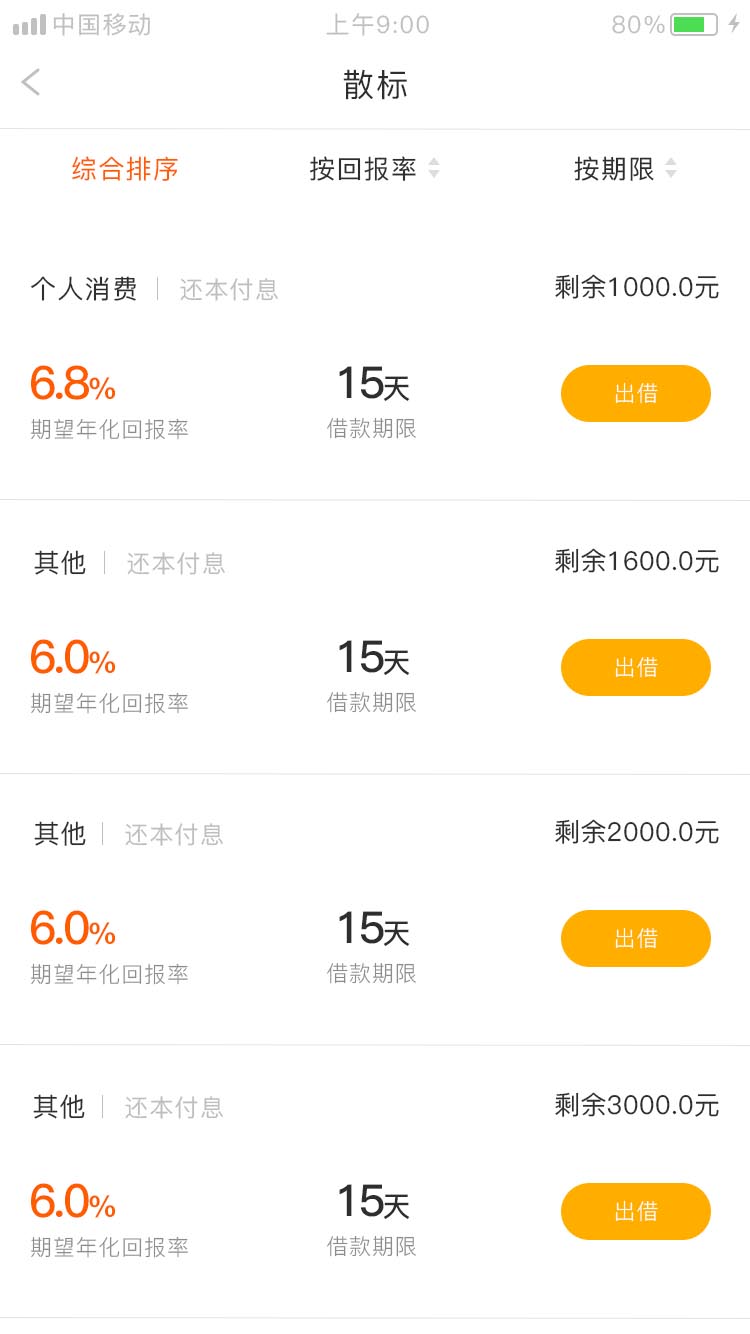 中国移动 上午9:00 80%
散标
综合排序 按回报率 按期限
个人消费 还本付息 剩余1000.0元
6.8% 15天 出借
期望年化回报率 借款期限
其他 还本付息 剩余1600.0元
6.0% 15天 出借
期望年化回报率 借款期限
其他 还本付息 剩余2000.0元
6.0% 15天 出借
期望年化回报率 借款期限
其他 还本付息 剩余3000.0元
6.0% 15天 出借
期望年化回报率 借款期限